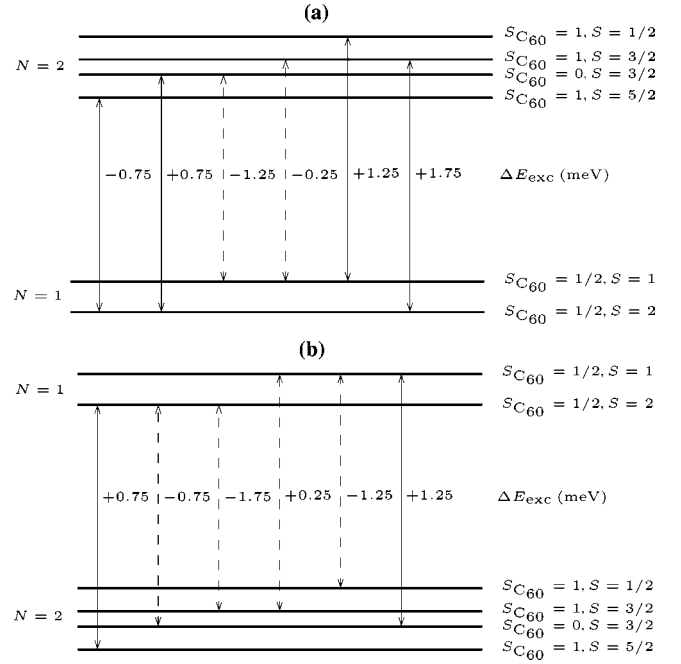 (a)
S_C60 = 1, S = 1/2
S_C60 = 1, S = 3/2
N = 2
S_C60 = 0, S = 3/2
S_C60 = 1, S = 5/2
−0.75 +0.75 −1.25 −0.25 +1.25 +1.75 ΔE_exc (meV)
S_C60 = 1/2, S = 1
N = 1
S_C60 = 1/2, S = 2
(b)
S_C60 = 1/2, S = 1
N = 1
S_C60 = 1/2, S = 2
+0.75 −0.75 −1.75 +0.25 −1.25 +1.25 ΔE_exc (meV)
S_C60 = 1, S = 1/2
S_C60 = 1, S = 3/2
N = 2
S_C60 = 0, S = 3/2
S_C60 = 1, S = 5/2